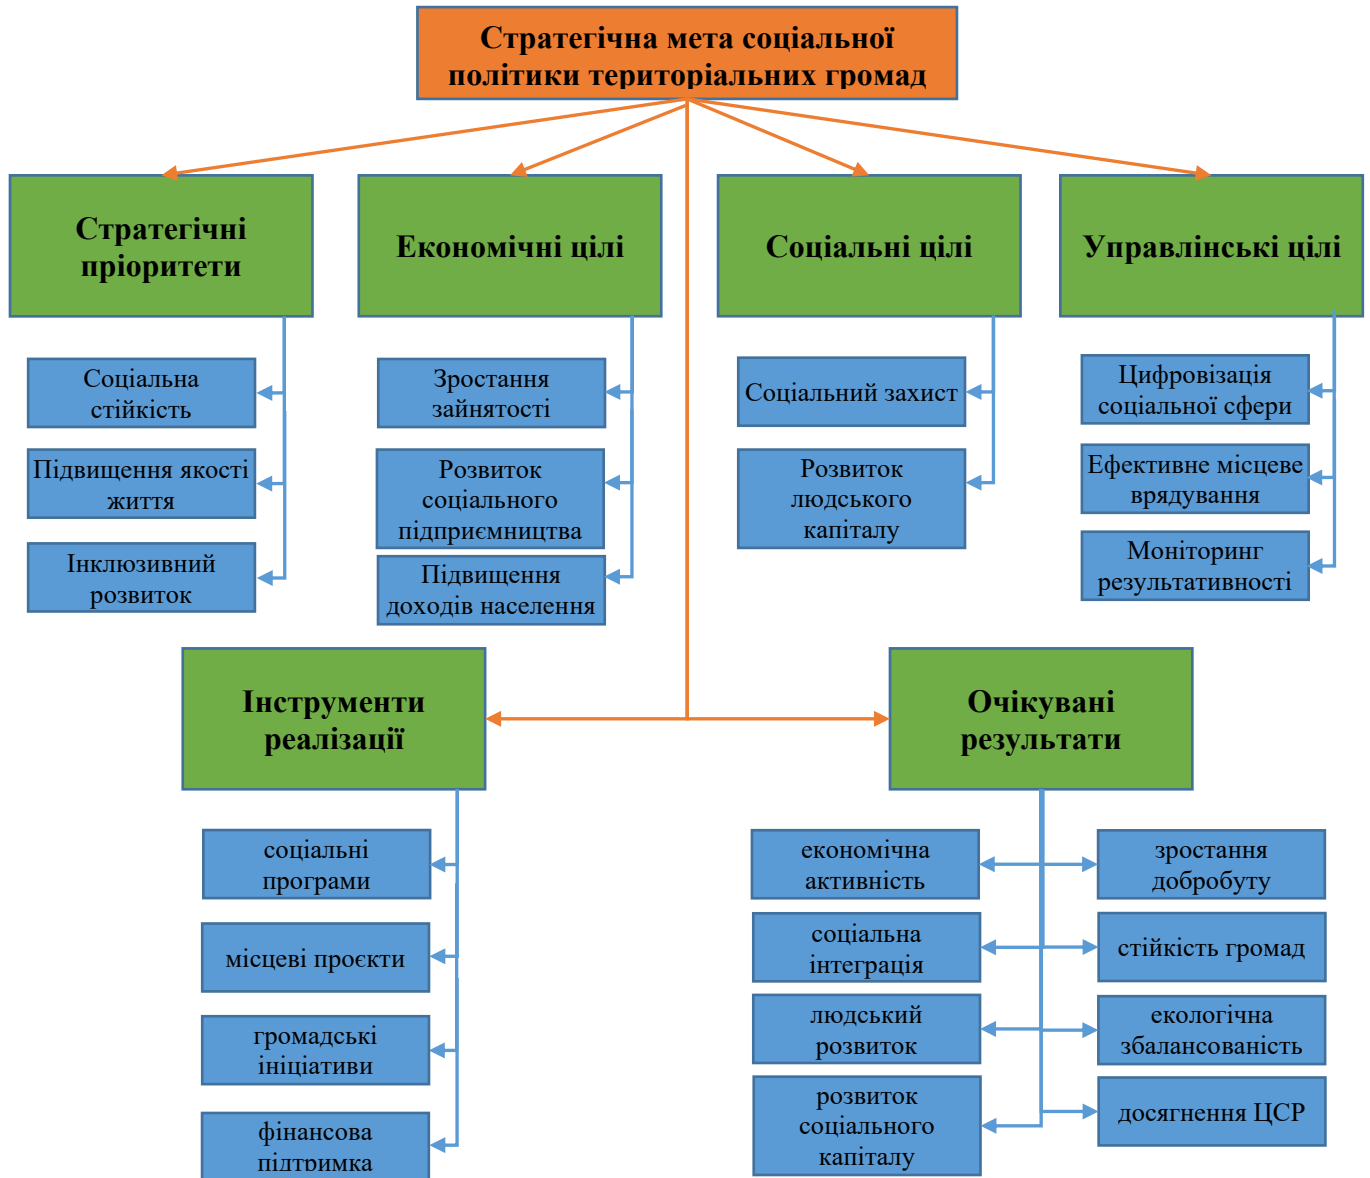 Стратегічна мета соціальної
політики територіальних громад
Стратегічні
пріоритети
Економічні цілі
Соціальні цілі
Управлінські цілі
Соціальна
стійкість
Підвищення якості
життя
Інклюзивний
розвиток
Зростання
зайнятості
Розвиток
соціального
підприємництва
Підвищення
доходів населення
Соціальний захист
Розвиток
людського
капіталу
Цифровізація
соціальної сфери
Ефективне місцеве
врядування
Моніторинг
результативності
Інструменти
реалізації
Очікувані
результати
соціальні
програми
місцеві проєкти
громадські
ініціативи
фінансова
підтримка
економічна
активність
соціальна
інтеграція
людський
розвиток
розвиток
соціального
капіталу
зростання
добробуту
стійкість громад
екологічна
збалансованість
досягнення ЦСР